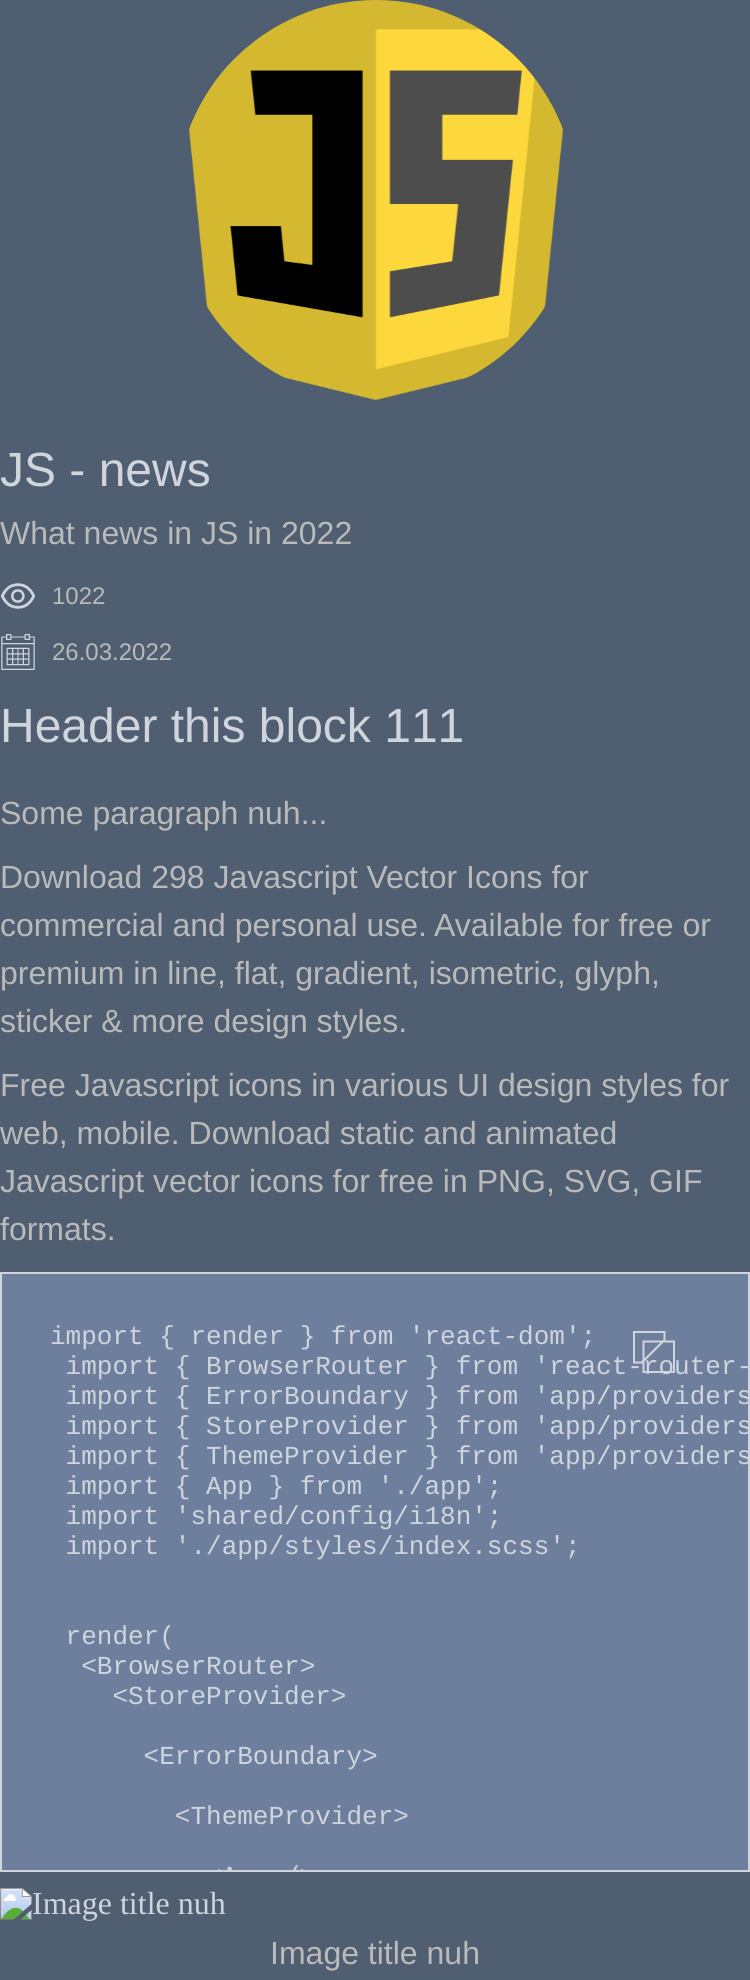 JS
JS - news
What news in JS in 2022
1022
26.03.2022
Header this block 111
Some paragraph nuh...
Download 298 Javascript Vector Icons for
commercial and personal use. Available for free or
premium in line, flat, gradient, isometric, glyph,
sticker & more design styles.
Free Javascript icons in various UI design styles for
web, mobile. Download static and animated
Javascript vector icons for free in PNG, SVG, GIF
formats.
import { render } from 'react-dom';
import { BrowserRouter } from 'react-router-
import { ErrorBoundary } from 'app/providers
import { StoreProvider } from 'app/providers
import { ThemeProvider } from 'app/providers
import { App } from './app';
import 'shared/config/i18n';
import './app/styles/index.scss';
render(
<BrowserRouter>
<StoreProvider>
<ErrorBoundary>
<ThemeProvider>
Image title nuh
Image title nuh